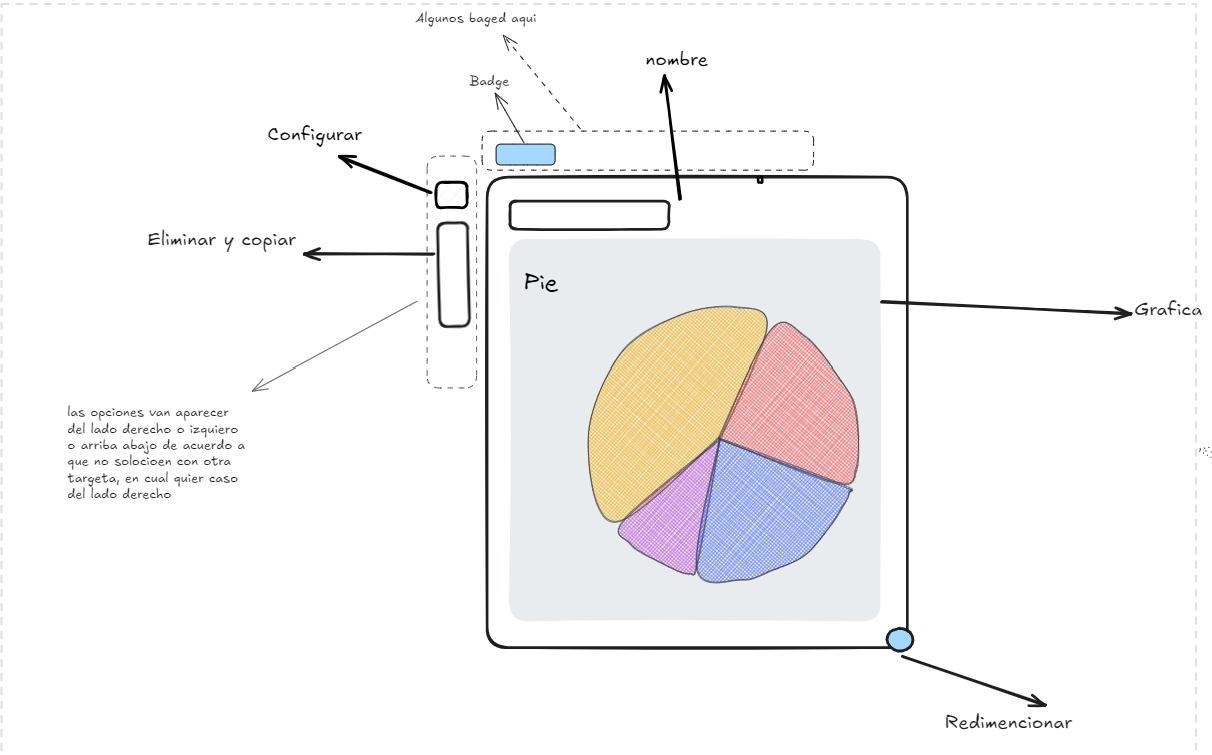 Algunos baged aqui
nombre
Badge
Configurar
Eliminar y copiar
Pie
Grafica
las opciones van aparecer
del lado derecho o izquiero
o arriba abajo de acuerdo a
que no solocioen con otra
targeta, en cual quier caso
del lado derecho
Redimencionar